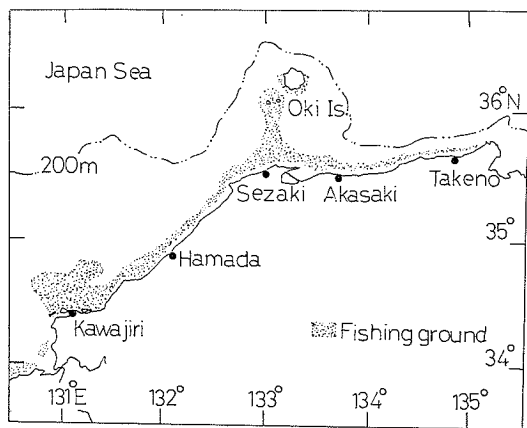 Japan Sea
Oki Is.
36°N
200m
Sezaki
Akasaki
Takeno
35°
Hamada
Kawajiri
Fishing ground
34°
131°E
132°
133°
134°
135°